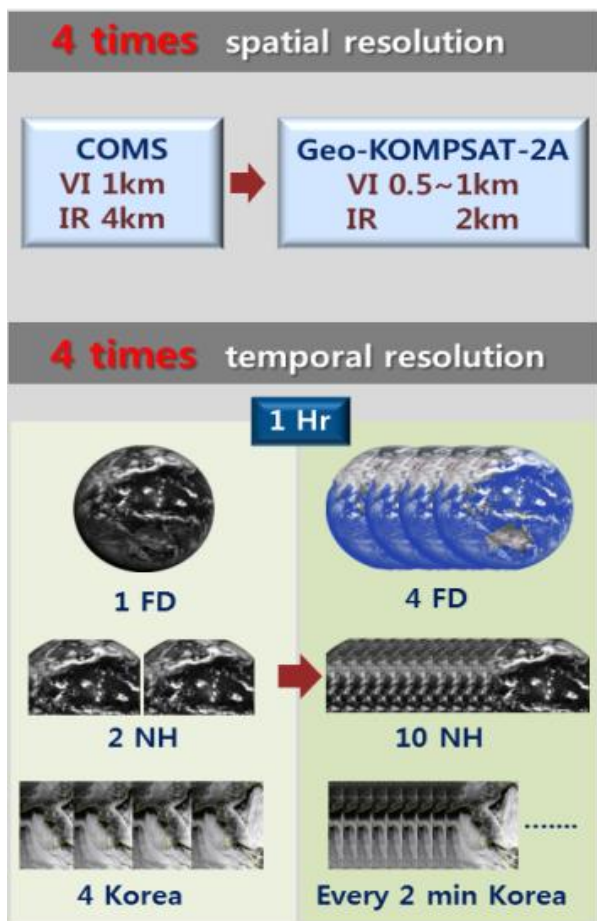 4 times spatial resolution
COMS
VI 1km
IR 4km
Geo-KOMPSAT-2A
VI 0.5~1km
IR 2km
4 times temporal resolution
1 Hr
1 FD
4 FD
2 NH
10 NH
4 Korea
.......
Every 2 min Korea